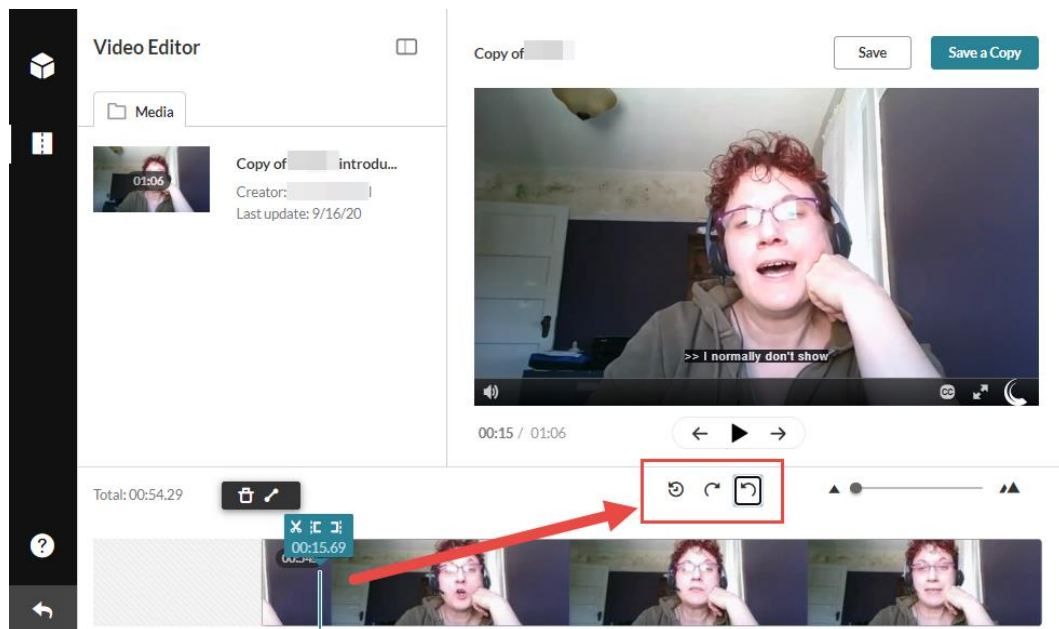 Video Editor
Copy of
Save
Save a Copy
Media
01:06
Copy of introdu...
Creator:
Last update: 9/16/20
>> I normally don't show
CC
00:15 / 01:06
Total: 00:54.29
00:15.69
?